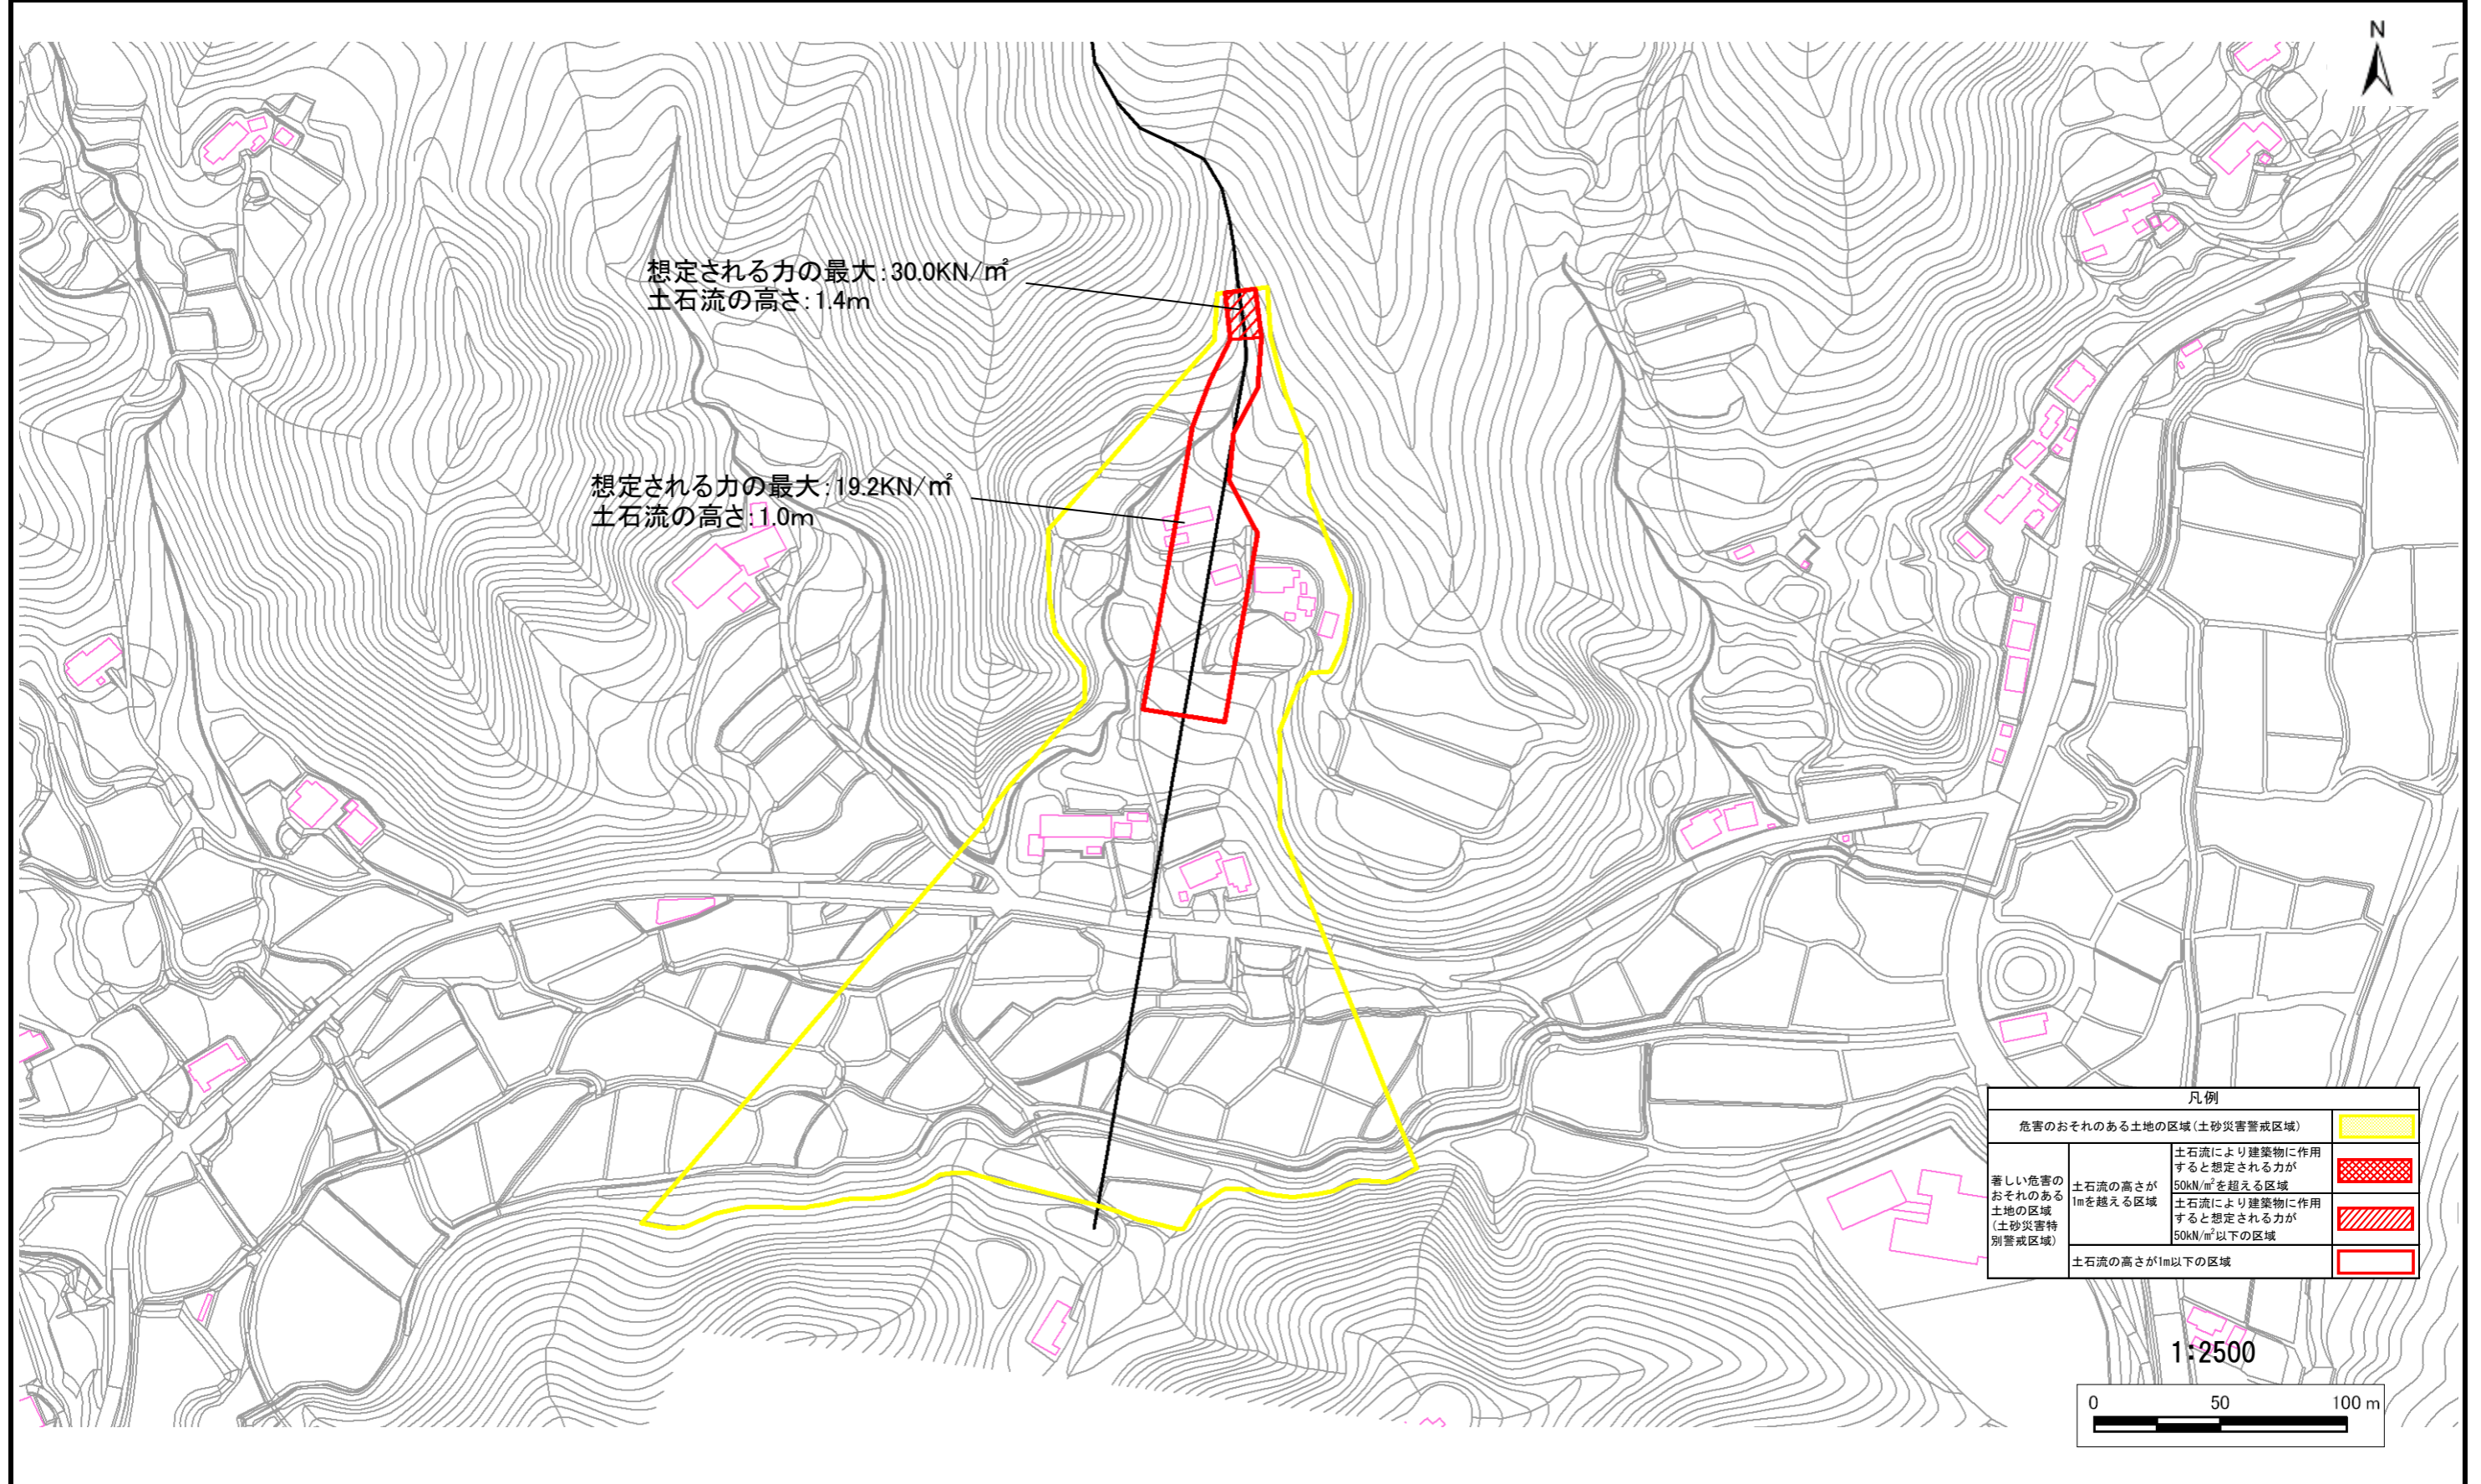 N
想定される力の最大:30.0KN/㎡
土石流の高さ:1.4m
想定される力の最大:19.2KN/㎡
土石流の高さ:1.0m
凡例
危害のおそれのある土地の区域(土砂災害警戒区域)
著しい危害の
おそれのある
土地の区域
(土砂災害特
別警戒区域)
土石流の高さが
1mを越える区域
土石流により建築物に作用
すると想定される力が
50kN/㎡を超える区域
土石流により建築物に作用
すると想定される力が
50kN/㎡以下の区域
土石流の高さが1m以下の区域
1:2500
0 50 100 m